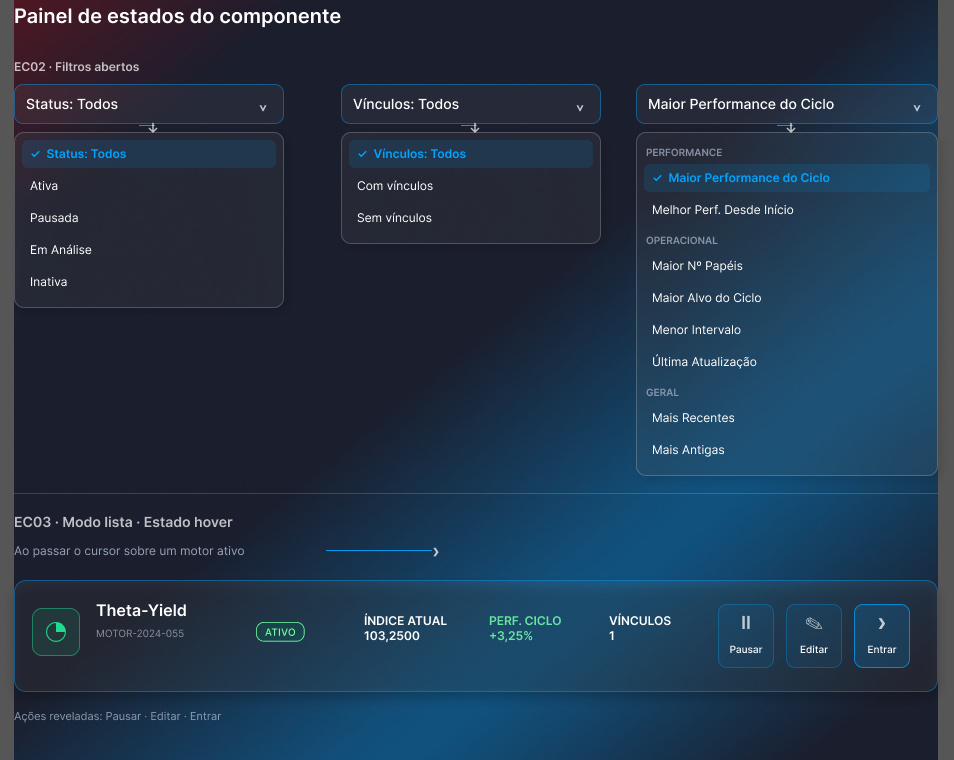 Painel de estados do componente
EC02 · Filtros abertos
Status: Todos
✓ Status: Todos
Ativa
Pausada
Em Análise
Inativa
Vínculos: Todos
✓ Vínculos: Todos
Com vínculos
Sem vínculos
Maior Performance do Ciclo
PERFORMANCE
✓ Maior Performance do Ciclo
Melhor Perf. Desde Início
OPERACIONAL
Maior Nº Papéis
Maior Alvo do Ciclo
Menor Intervalo
Última Atualização
GERAL
Mais Recentes
Mais Antigas
EC03 · Modo lista · Estado hover
Ao passar o cursor sobre um motor ativo
Theta-Yield
MOTOR-2024-055
ATIVO
ÍNDICE ATUAL
103,2500
PERF. CICLO
+3,25%
VÍNCULOS
1
Pausar
Editar
Entrar
Ações reveladas: Pausar · Editar · Entrar